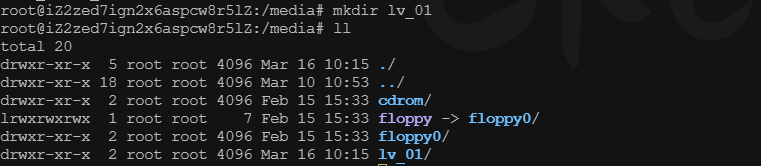 root@iZ2zed7ign2x6aspcw8r5lZ:/media# mkdir lv_01
root@iZ2zed7ign2x6aspcw8r5lZ:/media# ll
total 20
drwxr-xr-x  5 root root 4096 Mar 16 10:15 ./
drwxr-xr-x 18 root root 4096 Mar 10 10:53 ../
drwxr-xr-x  2 root root 4096 Feb 15 15:33 cdrom/
lrwxrwxrwx  1 root root    7 Feb 15 15:33 floppy -> floppy0/
drwxr-xr-x  2 root root 4096 Feb 15 15:33 floppy0/
drwxr-xr-x  2 root root 4096 Mar 16 10:15 lv_01/